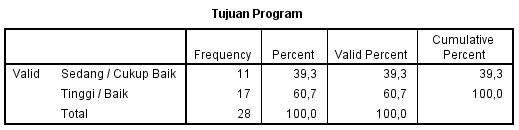 Tujuan Program
Cumulative
Frequency Percent Valid Percent Percent
Valid Sedang / Cukup Baik 11 39,3 39,3 39,3
Tinggi / Baik 17 60,7 60,7 100,0
Total 28 100,0 100,0